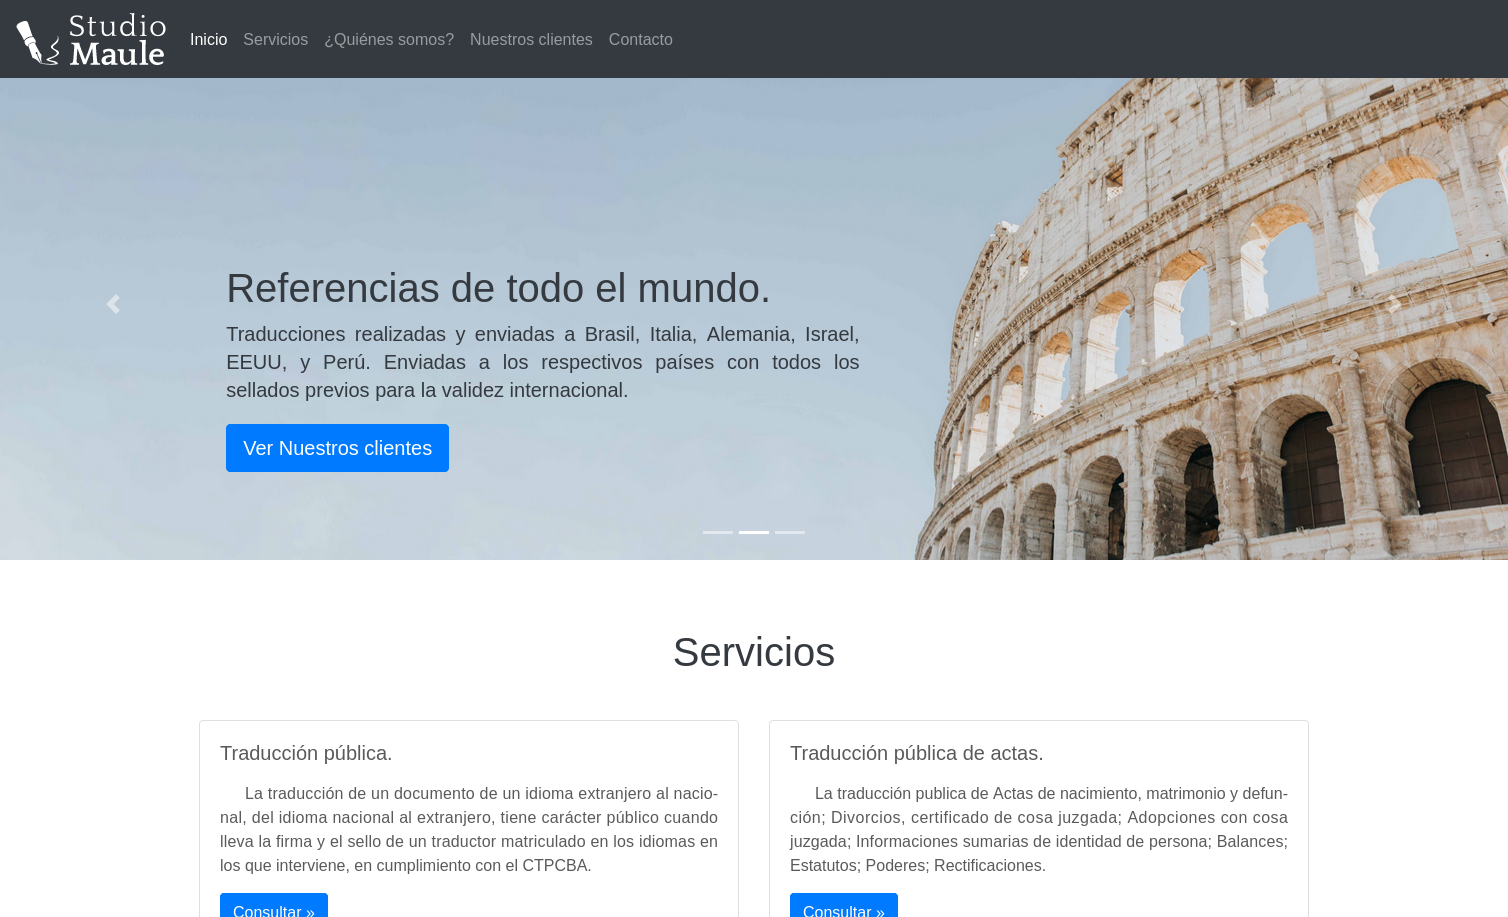 Studio
Maule
Inicio Servicios ¿Quiénes somos? Nuestros clientes Contacto
Referencias de todo el mundo.
Traducciones realizadas y enviadas a Brasil, Italia, Alemania, Israel,
EEUU, y Perú. Enviadas a los respectivos países con todos los
sellados previos para la validez internacional.
Ver Nuestros clientes
Servicios
Traducción pública.
La traducción de un documento de un idioma extranjero al nacio-
nal, del idioma nacional al extranjero, tiene carácter público cuando
lleva la firma y el sello de un traductor matriculado en los idiomas en
los que interviene, en cumplimiento con el CTPCBA.
Consultar »
Traducción pública de actas.
La traducción publica de Actas de nacimiento, matrimonio y defun-
ción; Divorcios, certificado de cosa juzgada; Adopciones con cosa
juzgada; Informaciones sumarias de identidad de persona; Balances;
Estatutos; Poderes; Rectificaciones.
Consultar »